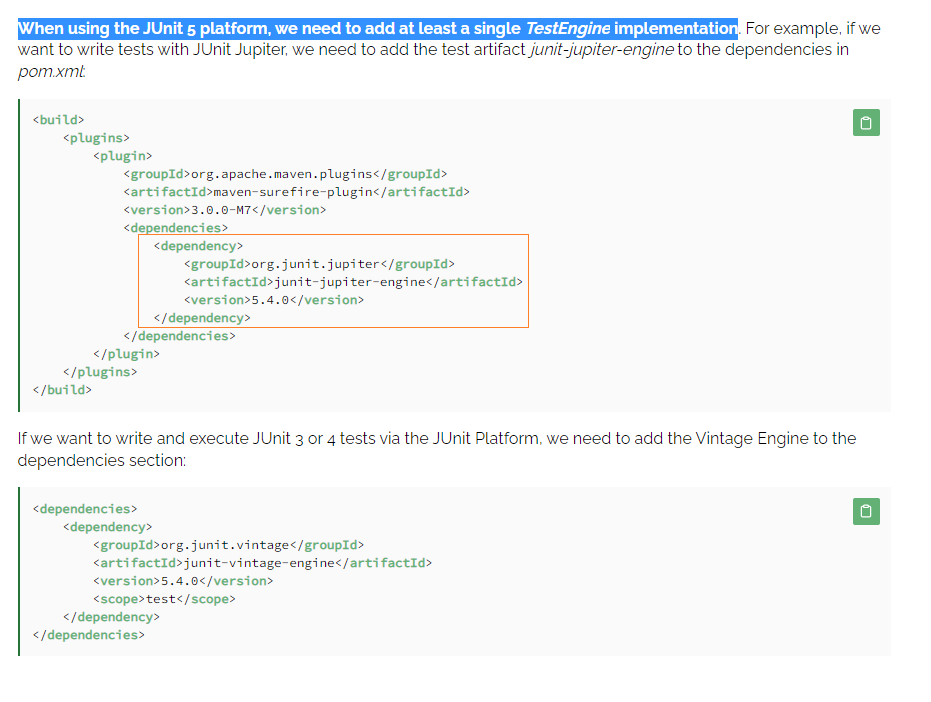 When using the JUnit 5 platform, we need to add at least a single TestEngine implementation. For example, if we
want to write tests with JUnit Jupiter, we need to add the test artifact junit-jupiter-engine to the dependencies in
pom.xml:
<build>
    <plugins>
        <plugin>
            <groupId>org.apache.maven.plugins</groupId>
            <artifactId>maven-surefire-plugin</artifactId>
            <version>3.0.0-M7</version>
            <dependencies>
                <dependency>
                    <groupId>org.junit.jupiter</groupId>
                    <artifactId>junit-jupiter-engine</artifactId>
                    <version>5.4.0</version>
                </dependency>
            </dependencies>
        </plugin>
    </plugins>
</build>
If we want to write and execute JUnit 3 or 4 tests via the JUnit Platform, we need to add the Vintage Engine to the
dependencies section:
<dependencies>
    <dependency>
        <groupId>org.junit.vintage</groupId>
        <artifactId>junit-vintage-engine</artifactId>
        <version>5.4.0</version>
        <scope>test</scope>
    </dependency>
</dependencies>